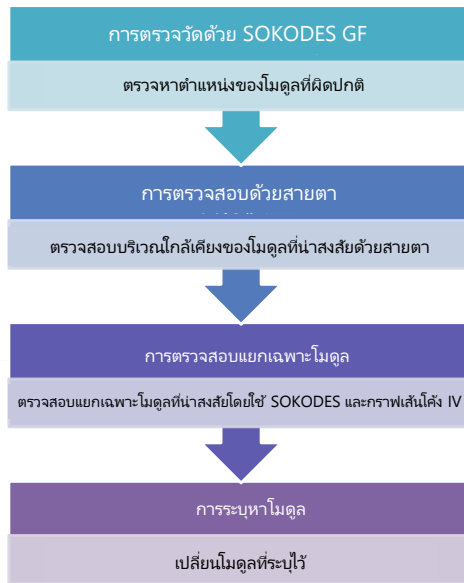 การตรวจวัดด้วย SOKODES GF
ตรวจหาตำแหน่งของโมดูลที่ผิดปกติ
การตรวจสอบด้วยสายตา
ตรวจสอบบริเวณใกล้เคียงของโมดูลที่น่าสงสัยด้วยสายตา
การตรวจสอบแยกเฉพาะโมดูล
ตรวจสอบแยกเฉพาะโมดูลที่น่าสงสัยโดยใช้ SOKODES และกราฟเส้นโค้ง IV
การระบุหาโมดูล
เปลี่ยนโมดูลที่ระบุไว้